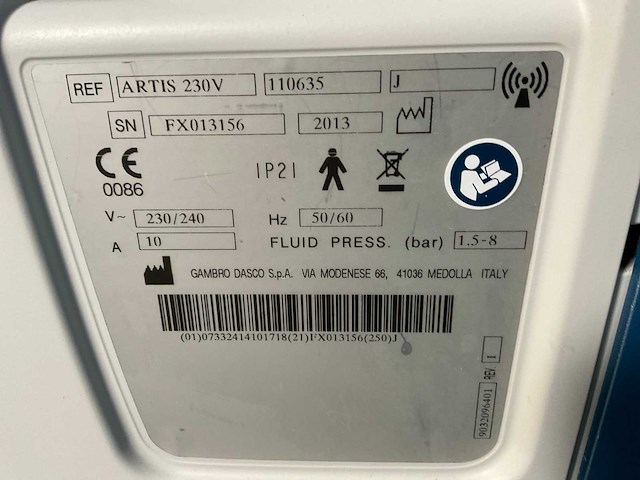 REF ARTIS 230V 110635 J
SN FX013156 2013
CE
0086
IP21
V~ 230/240 Hz 50/60
A 10 FLUID PRESS. (bar) 1.5-8
GAMBRO DASCO S.p.A. VIA MODENESE 66, 41036 MEDOLLA ITALY
(01)07332414101718(21)FX013156(250)J
9032096401 REV. I